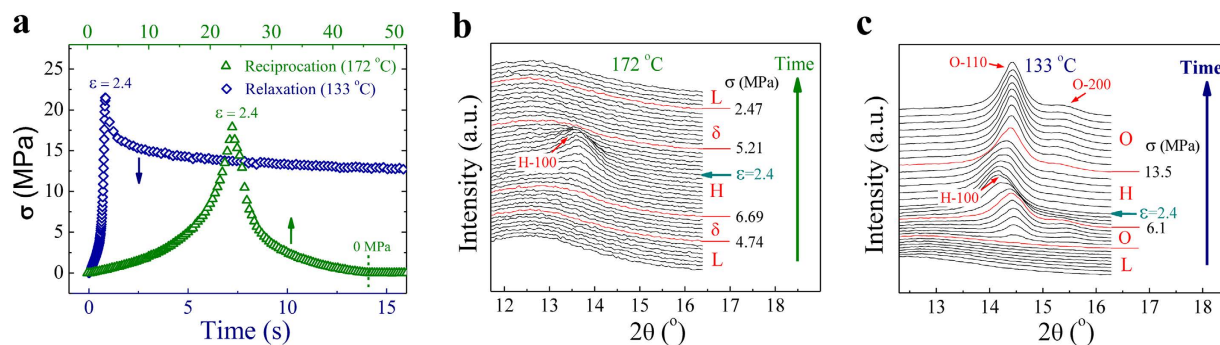 a
0 10 20 30 40 50
Reciprocation (172 °C)
Relaxation (133 °C)
ε = 2.4
ε = 2.4
0 MPa
σ (MPa)
25
20
15
10
5
0
0 5 10 15
Time (s)
b
172 °C
Time
σ (MPa)
L
2.47
δ
5.21
H-100
ε=2.4
H
6.69
δ
4.74
L
Intensity (a.u.)
12 13 14 15 16 17 18
2θ (°)
c
O-110
133 °C
Time
O-200
O
σ (MPa)
13.5
H-100
H
ε=2.4
6.1
O
L
Intensity (a.u.)
13 14 15 16 17 18
2θ (°)